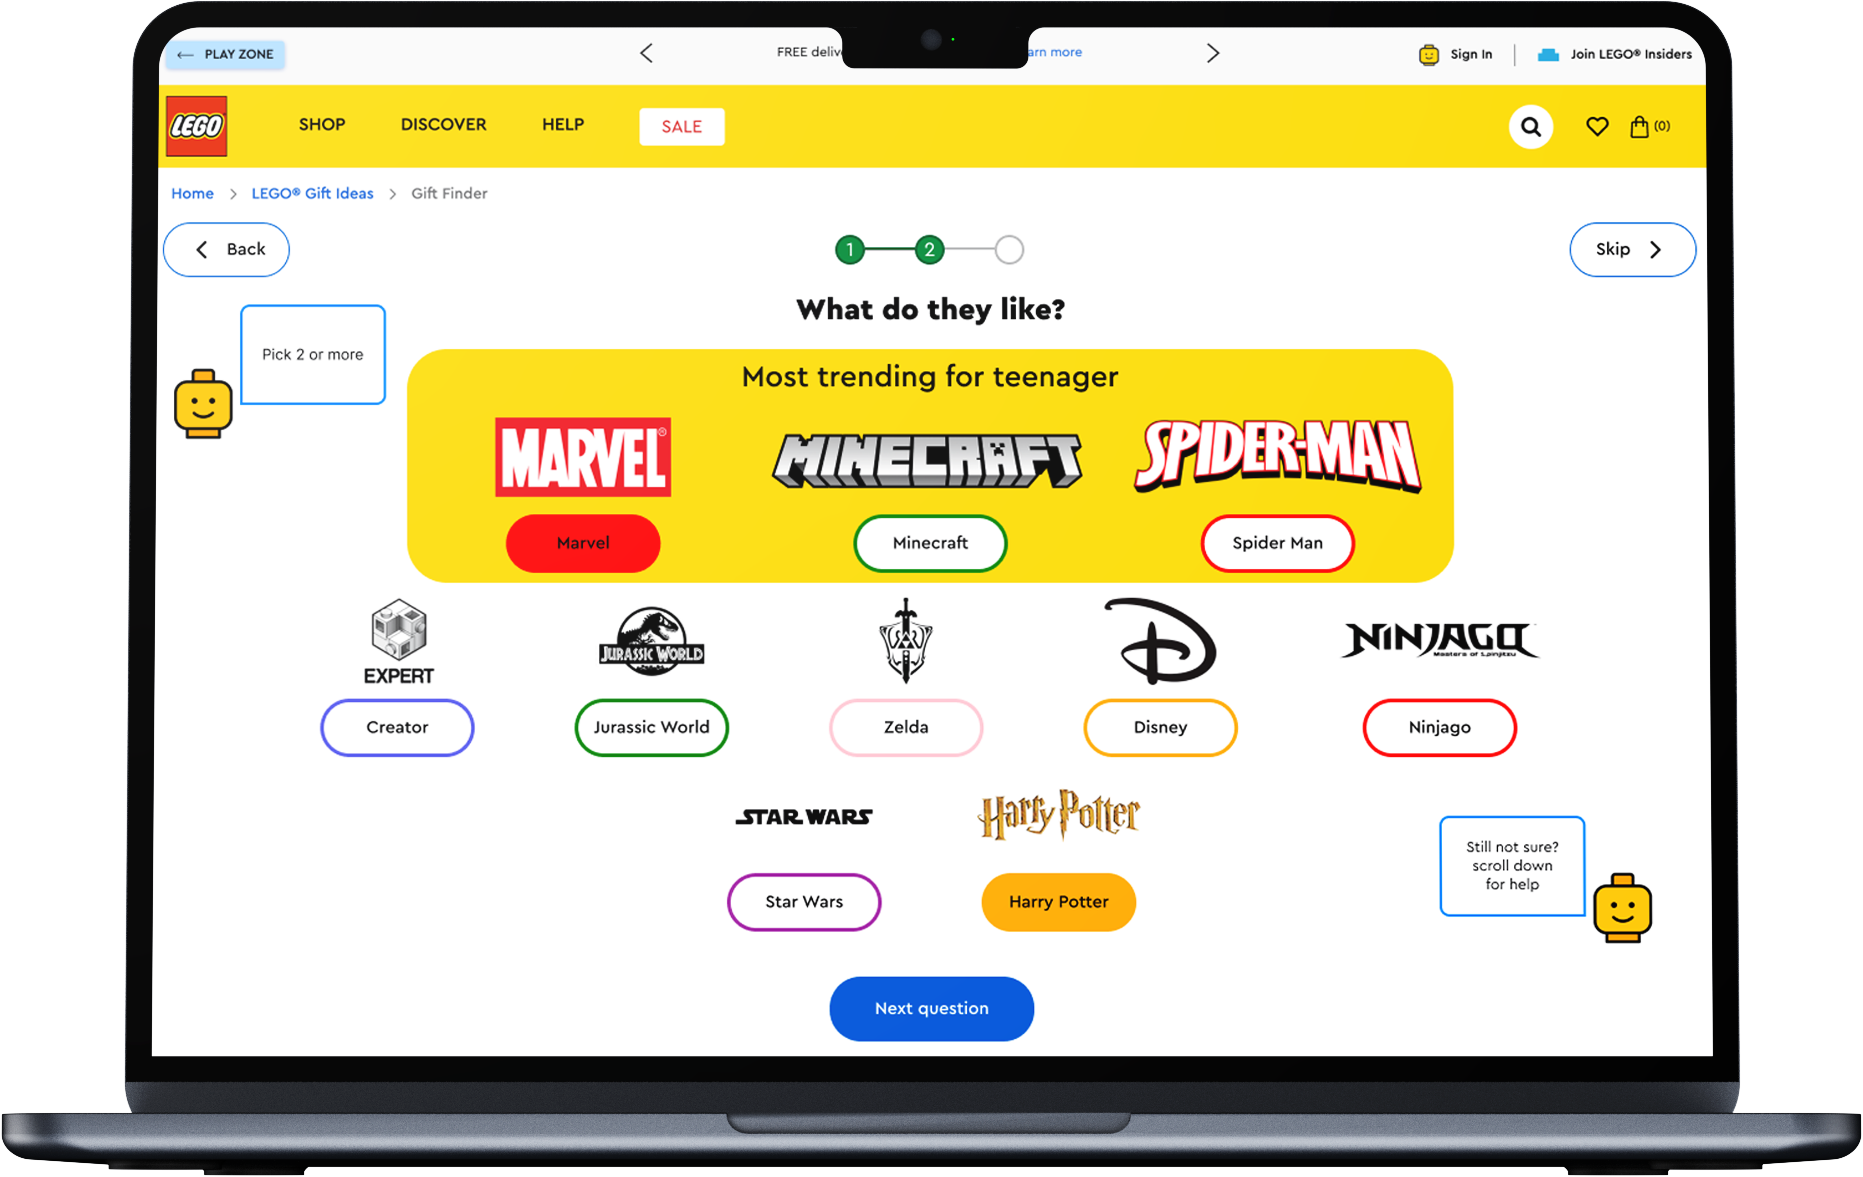 PLAY ZONE
FREE
more
Sign In
Join LEGO® Insiders
LEGO
SHOP
DISCOVER
HELP
SALE
(0)
Home
LEGO® Gift Ideas
Gift Finder
Back
1
2
Skip
What do they like?
Pick 2 or more
Most trending for teenager
MARVEL®
MINECRAFT
SPIDER-MAN
Marvel
Minecraft
Spider Man
EXPERT
JURASSIC WORLD
NINJAGO
Masters of Spinjitzu
Creator
Jurassic World
Zelda
Disney
Ninjago
STAR WARS
Harry Potter
Still not sure?
scroll down
for help
Star Wars
Harry Potter
Next question